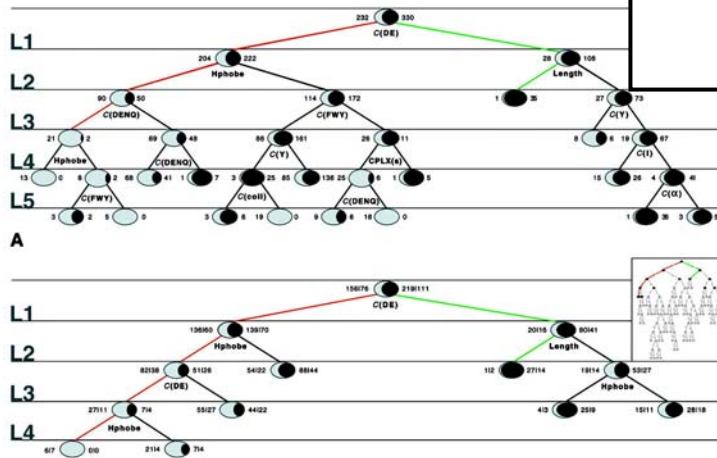 232 330
C(DE)
L1
204 222 28 108
Hphobe Length
L2
90 50 114 172 1 35 27 73
C(DENQ) C(FWY) C(Y)
L3
21 2 69 48 88 161 26 11 8 6 19 67
Hphobe C(DENQ) C(Y) CPLX(s) C(I)
L4
13 0 8 2 68 41 1 7 3 25 85 136 25 6 1 5 15 26 4 41
C(FWY) C(coil) C(DENQ) C(α)
L5
3 2 5 0 3 6 19 0 9 6 16 0 1 36 3
A
156|76 219|111
C(DE)
L1
136|60 139|70 20|16 80|41
Hphobe Length
L2
82|38 51|26 54|22 88|44 1|2 27|14 19|14 53|27
C(DE) Hphobe
L3
27|11 7|4 55|27 44|22 4|3 25|9 15|11 28|18
Hphobe
L4
6|7 0|0 21|4 7|4